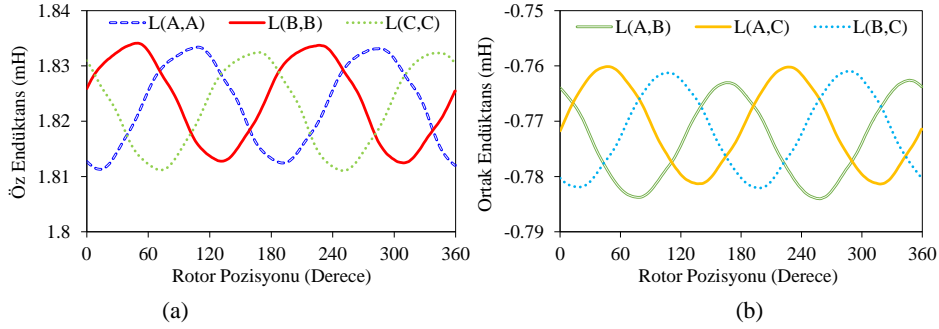 1.84
L(A,A) L(B,B) L(C,C)
1.83
1.82
1.81
1.8
0 60 120 180 240 300 360
Öz Endüktans (mH)
Rotor Pozisyonu (Derece)
(a)
-0.75
L(A,B) L(A,C) L(B,C)
-0.76
-0.77
-0.78
-0.79
0 60 120 180 240 300 360
Ortak Endüktans (mH)
Rotor Pozisyonu (Derece)
(b)